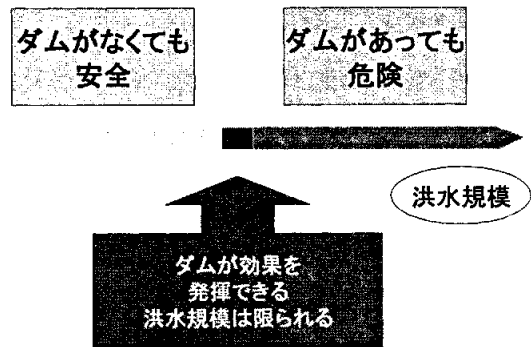 ダムがなくても
安全
ダムがあっても
危険
洪水規模
ダムが効果を
発揮できる
洪水規模は限られる